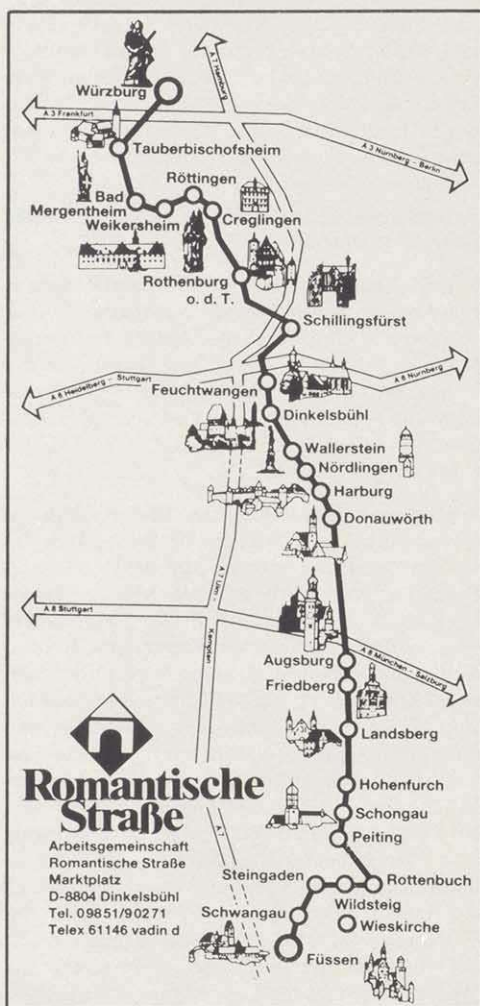 Würzburg
A 7 Hamburg
A 3 Frankfurt
A 3 Nürnberg - Berlin
Tauberbischofsheim
Röttingen
Bad
Mergentheim
Creglingen
Weikersheim
Rothenburg
o. d. T.
Schillingsfürst
A 6 Heidelberg - Stuttgart
A 6 Nürnberg
Feuchtwangen
Dinkelsbühl
Wallerstein
Nördlingen
Harburg
Donauwörth
A 7 Ulm -
Kempten
A 8 Stuttgart
A 8 München - Salzburg
Augsburg
Friedberg
Landsberg
Hohenfurch
Schongau
Peiting
A 7
Romantische
Straße
Arbeitsgemeinschaft
Romantische Straße
Marktplatz
D-8804 Dinkelsbühl
Tel. 09851/90271
Telex 61146 vadin d
Steingaden
Rottenbuch
Wildsteig
Schwangau
Wieskirche
Füssen